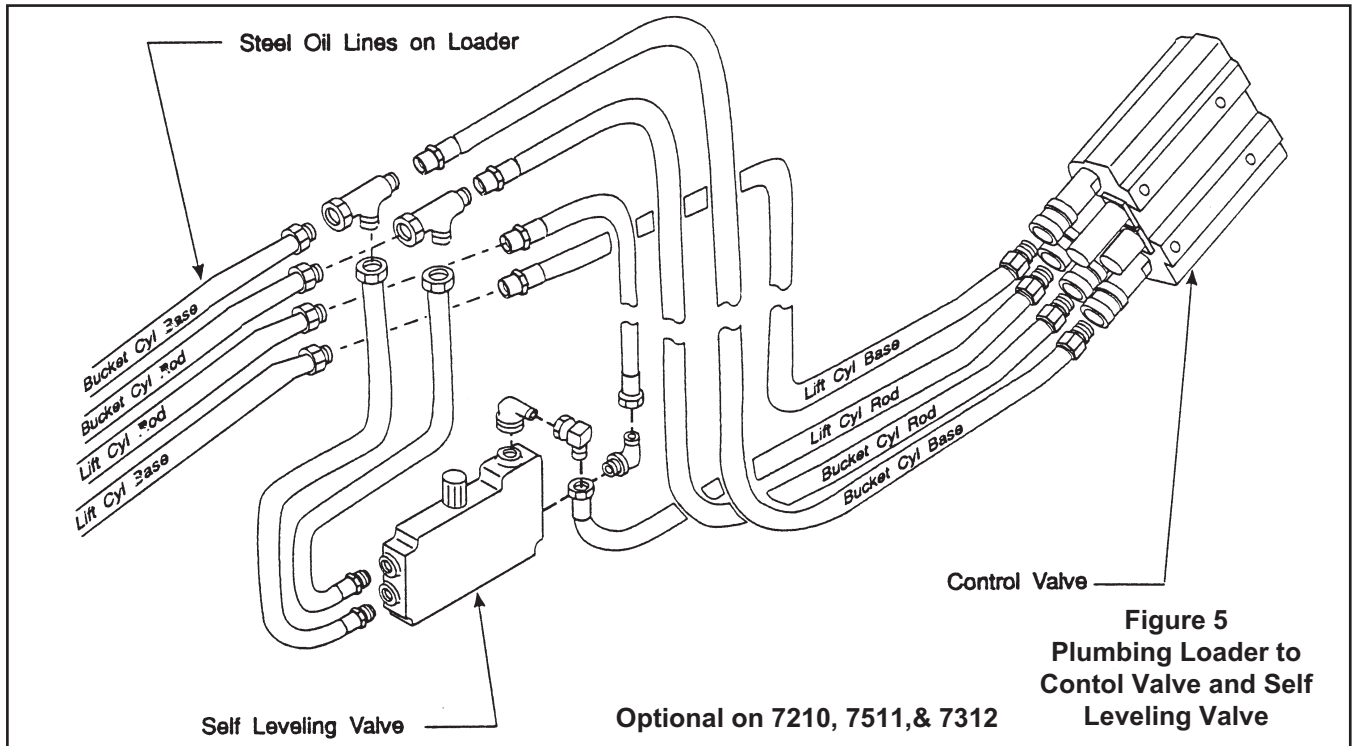 Steel Oil Lines on Loader
Bucket Cyl Base
Bucket Cyl Rod
Lift Cyl Rod
Lift Cyl Base
Lift Cyl Base
Lift Cyl Rod
Bucket Cyl Rod
Bucket Cyl Base
Control Valve
Self Leveling Valve
Optional on 7210, 7511,& 7312
Figure 5
Plumbing Loader to
Contol Valve and Self
Leveling Valve